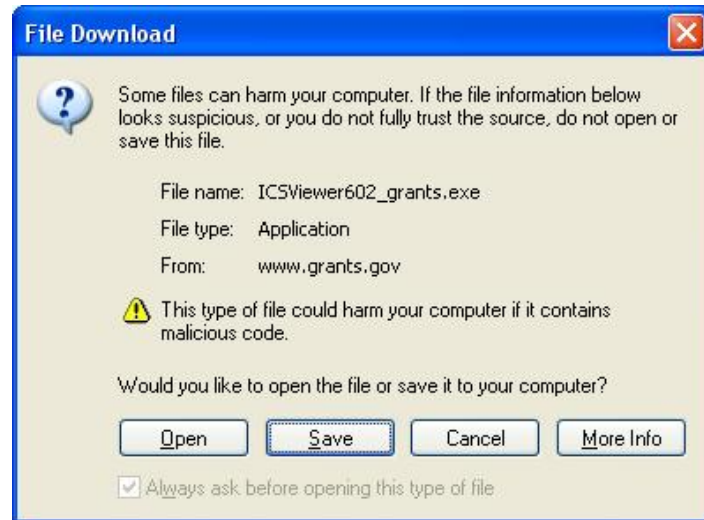 File Download
Some files can harm your computer. If the file information below
looks suspicious, or you do not fully trust the source, do not open or
save this file.
File name: ICSViewer602_grants.exe
File type: Application
From: www.grants.gov
This type of file could harm your computer if it contains
malicious code.
Would you like to open the file or save it to your computer?
Open Save Cancel More Info
Always ask before opening this type of file